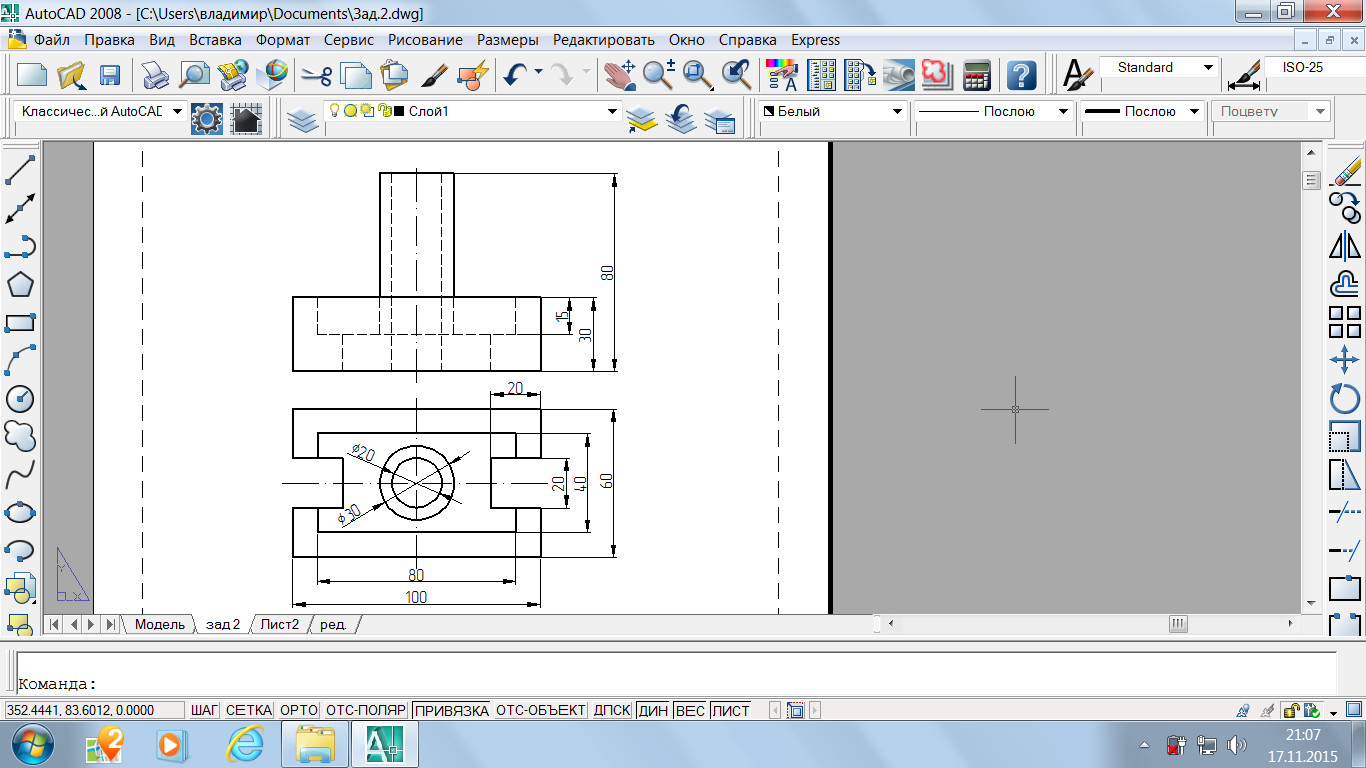 AutoCAD 2008 - [C:\Users\владимир\Documents\Зад.2.dwg]
Файл Правка Вид Вставка Формат Сервис Рисование Размеры Редактировать Окно Справка Express
Standard ISO-25
Классичес...й AutoCAD Слой1 Белый Послою Послою Поцвету
80
15
30
20
⌀20
20
40
60
⌀30
80
100
Y
X
Модель зад 2 Лист2 ред.
Команда:
352.4441, 83.6012, 0.0000 ШАГ СЕТКА ОРТО ОТС-ПОЛЯР ПРИВЯЗКА ОТС-ОБЪЕКТ ДПСК ДИН ВЕС ЛИСТ
2
21:07
17.11.2015